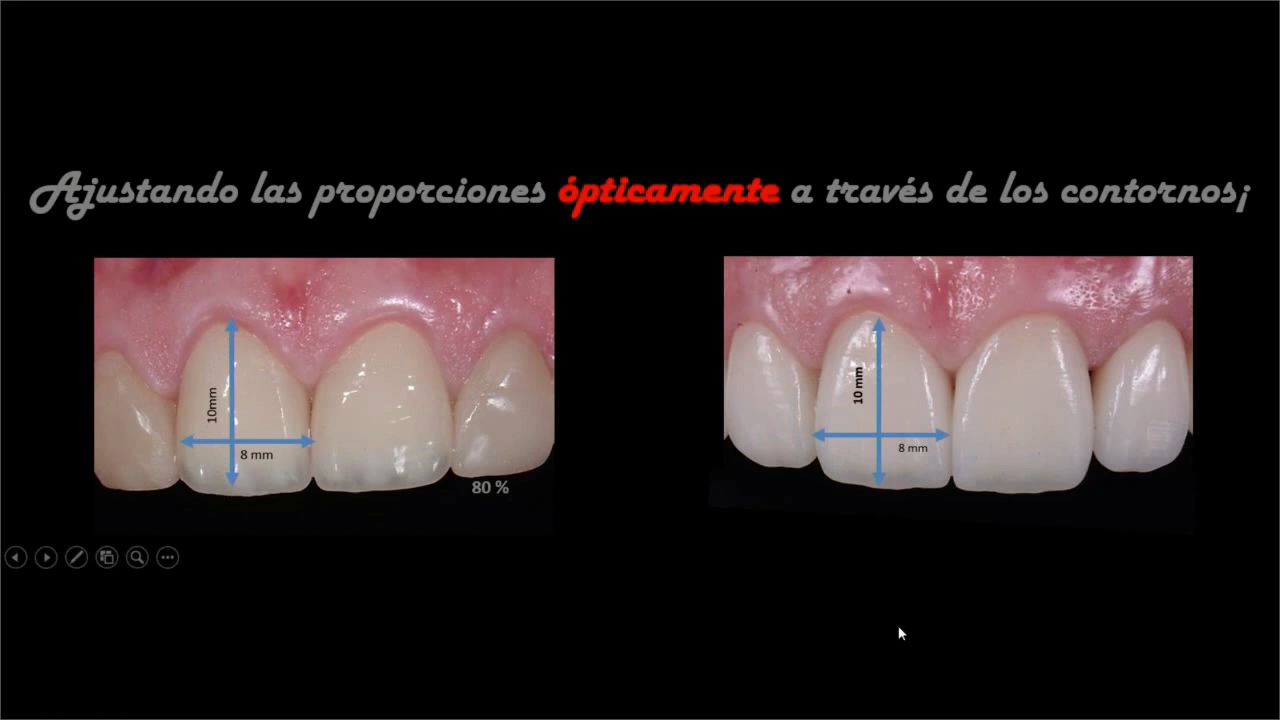 Ajustando las proporciones ópticamente a través de los contornos¡
10mm
8 mm
80 %
10 mm
8 mm